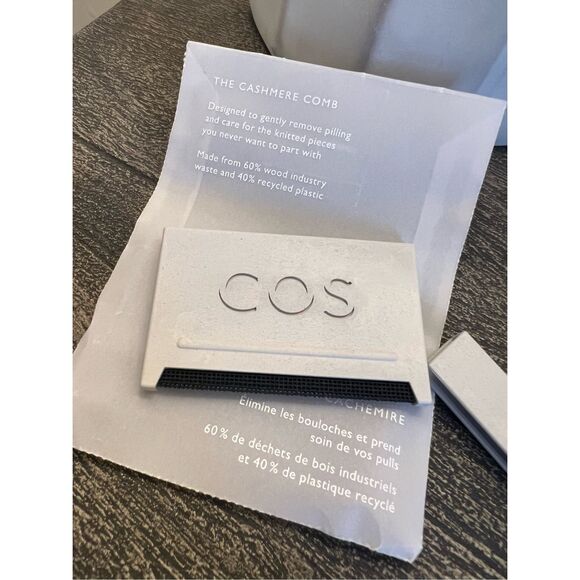 THE CASHMERE COMB
Designed to gently remove pilling
and care for the knitted pieces
you never want to part with
Made from 60% wood industry
waste and 40% recycled plastic
COS
CACHEMIRE
Élimine les bouloches et prend
soin de vos pulls
60% de déchets de bois industriels
et 40% de plastique recyclé